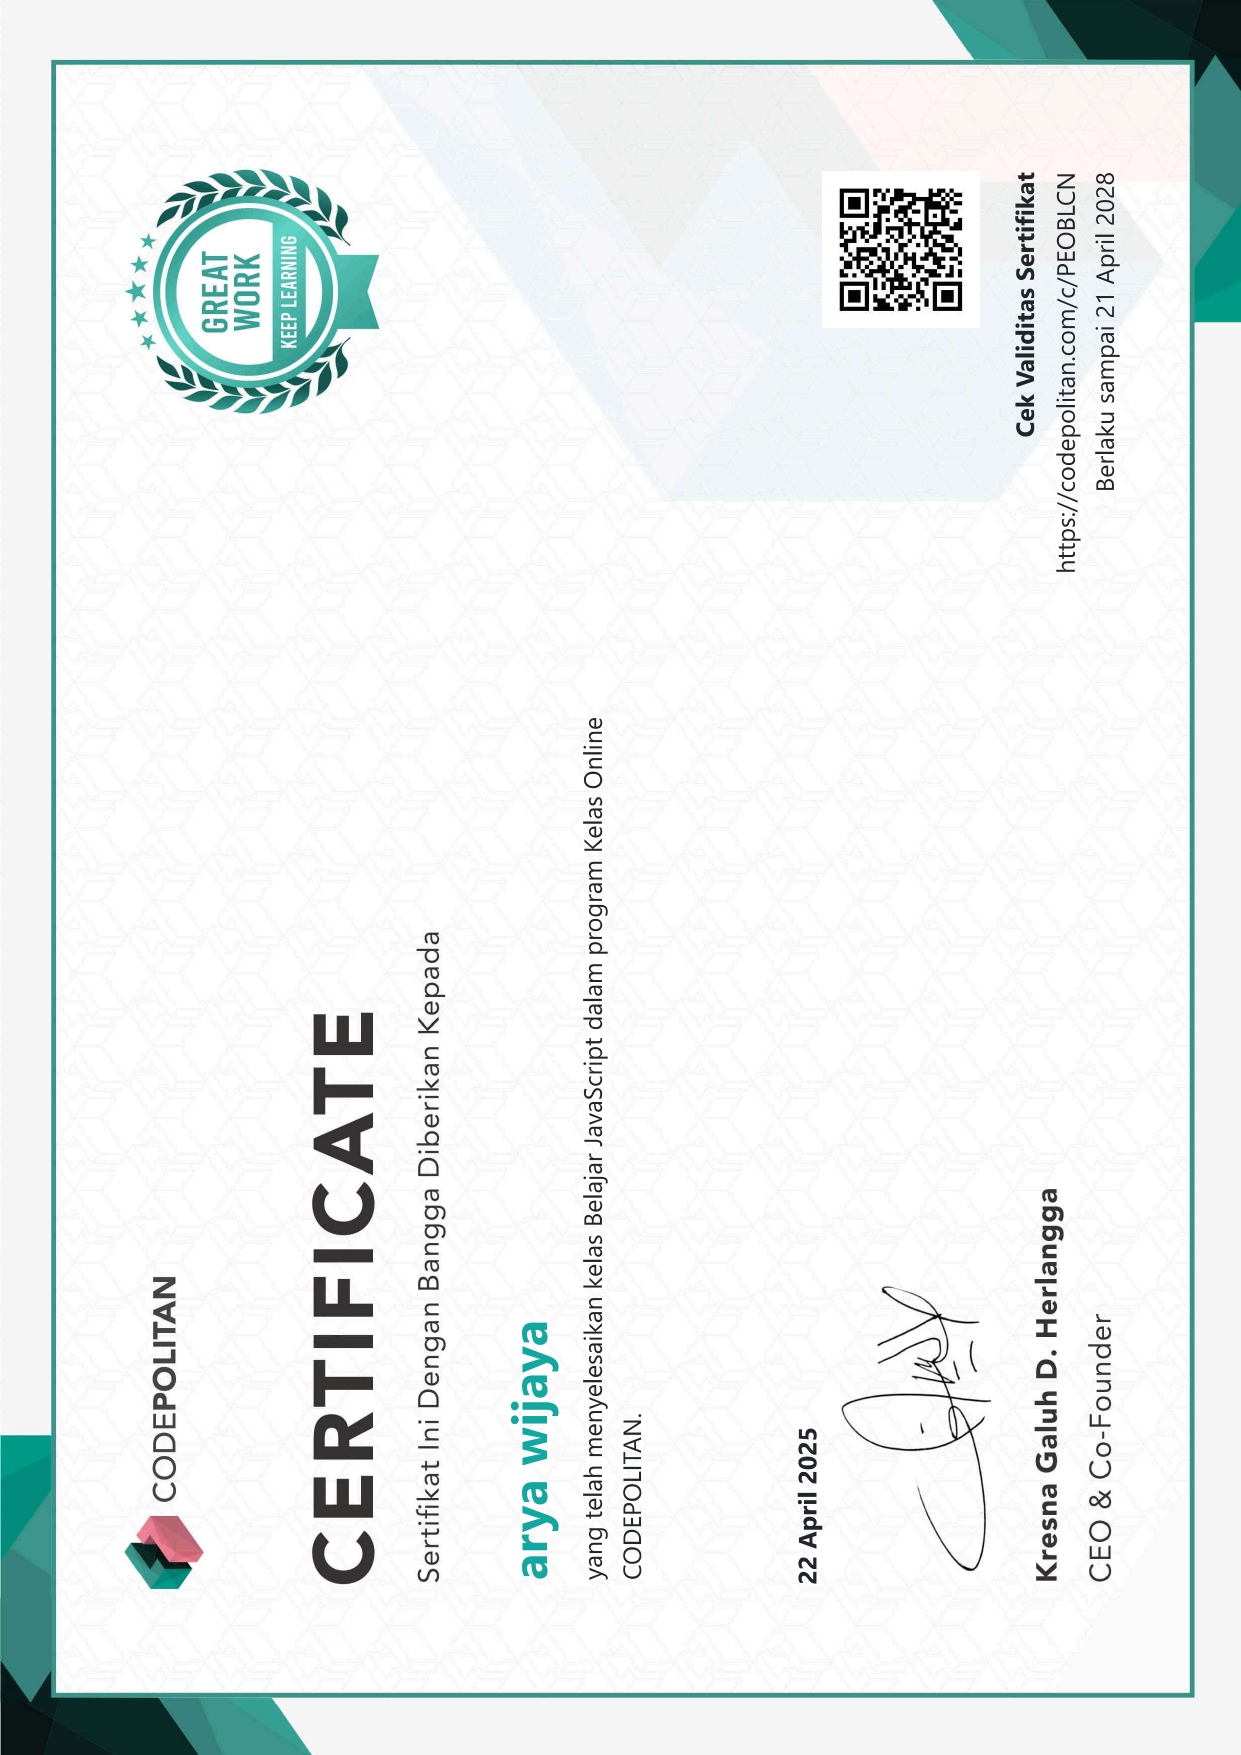 CODEPOLITAN
GREAT
WORK
KEEP LEARNING
CERTIFICATE
Sertifikat Ini Dengan Bangga Diberikan Kepada
arya wijaya
yang telah menyelesaikan kelas Belajar JavaScript dalam program Kelas Online
CODEPOLITAN.
22 April 2025
Kresna Galuh D. Herlangga
CEO & Co-Founder
Cek Validitas Sertifikat
https://codepolitan.com/c/PEOBLCN
Berlaku sampai 21 April 2028